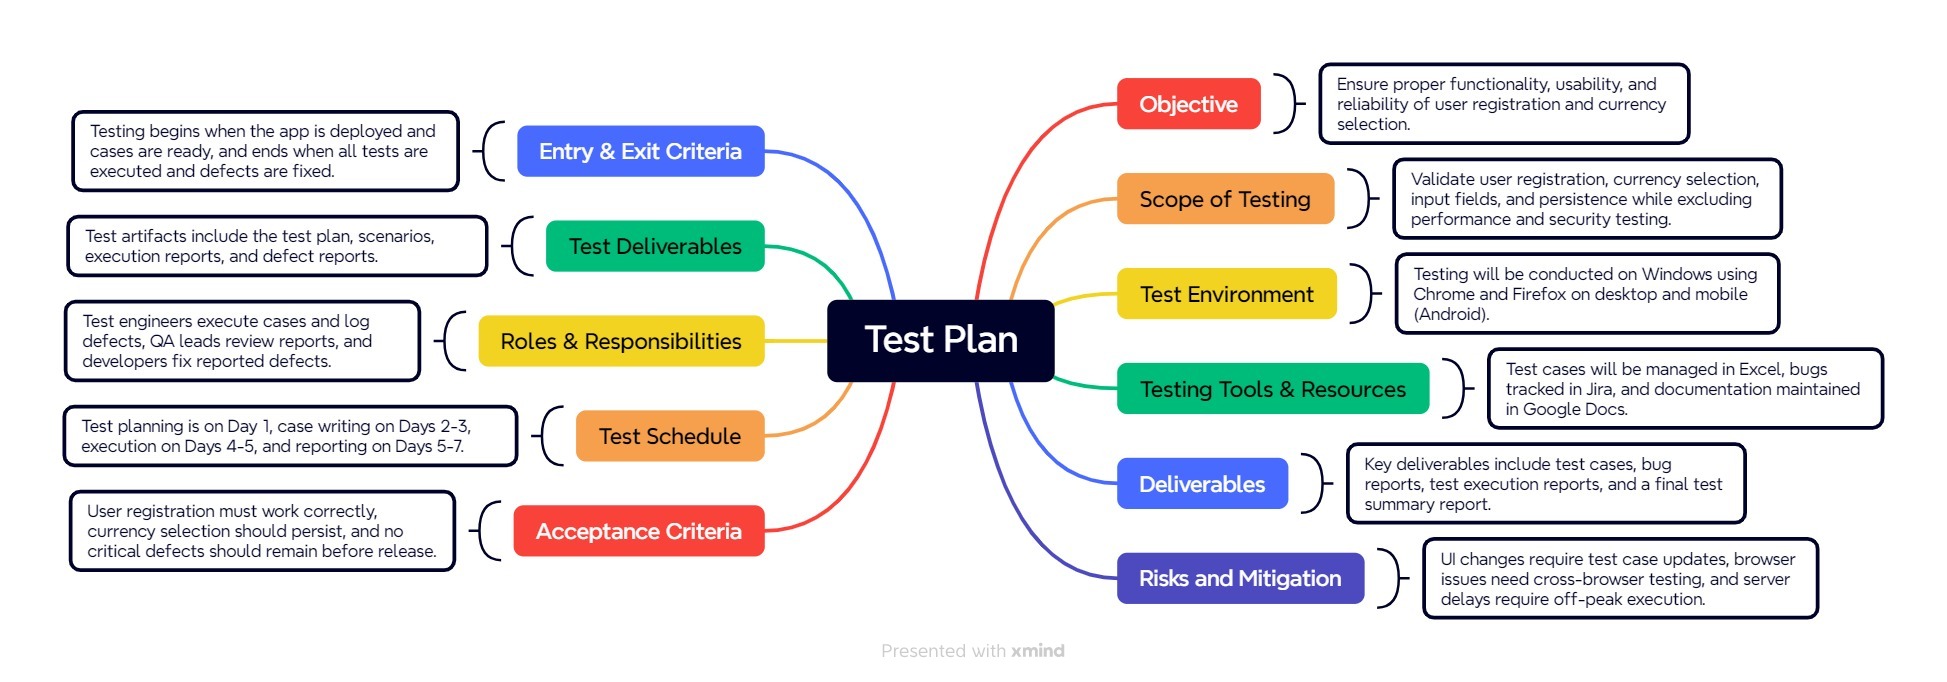 Test Plan
Objective
Ensure proper functionality, usability, and
reliability of user registration and currency
selection.
Scope of Testing
Validate user registration, currency selection,
input fields, and persistence while excluding
performance and security testing.
Test Environment
Testing will be conducted on Windows using
Chrome and Firefox on desktop and mobile
(Android).
Testing Tools & Resources
Test cases will be managed in Excel, bugs
tracked in Jira, and documentation maintained
in Google Docs.
Deliverables
Key deliverables include test cases, bug
reports, test execution reports, and a final test
summary report.
Risks and Mitigation
UI changes require test case updates, browser
issues need cross-browser testing, and server
delays require off-peak execution.
Entry & Exit Criteria
Testing begins when the app is deployed and
cases are ready, and ends when all tests are
executed and defects are fixed.
Test Deliverables
Test artifacts include the test plan, scenarios,
execution reports, and defect reports.
Roles & Responsibilities
Test engineers execute cases and log
defects, QA leads review reports, and
developers fix reported defects.
Test Schedule
Test planning is on Day 1, case writing on Days 2-3,
execution on Days 4-5, and reporting on Days 5-7.
Acceptance Criteria
User registration must work correctly,
currency selection should persist, and no
critical defects should remain before release.
Presented with xmind